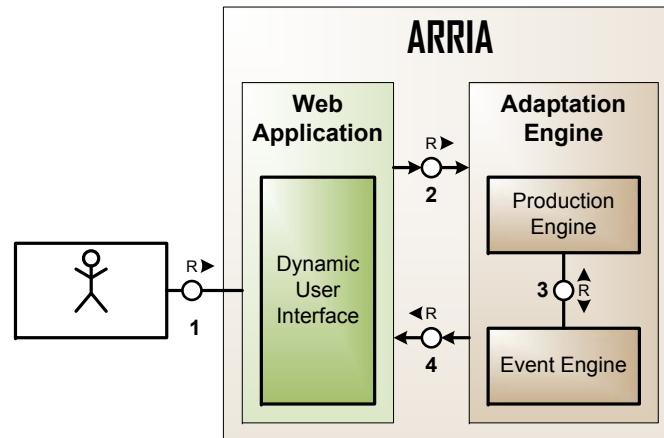 ARRIA
Web
Application
Adaptation
Engine
R
2
Production
Engine
Dynamic
User
Interface
R
1
3
R
R
4
Event Engine